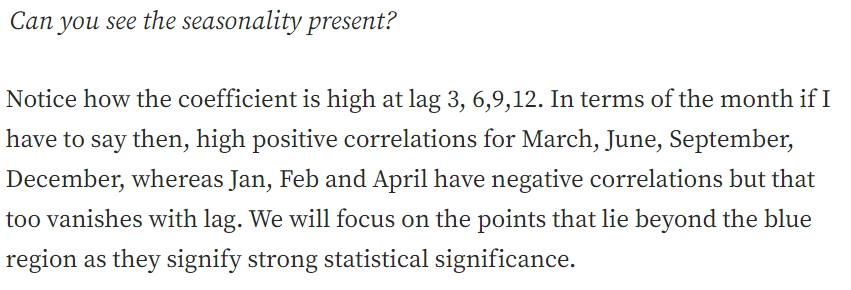 Can you see the seasonality present?
Notice how the coefficient is high at lag 3, 6,9,12. In terms of the month if I
have to say then, high positive correlations for March, June, September,
December, whereas Jan, Feb and April have negative correlations but that
too vanishes with lag. We will focus on the points that lie beyond the blue
region as they signify strong statistical significance.